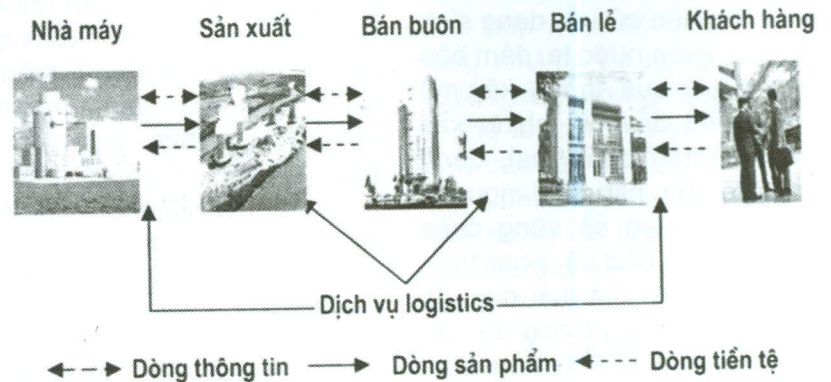 Nhà máy Sản xuất Bán buôn Bán lẻ Khách hàng
Dịch vụ logistics
Dòng thông tin Dòng sản phẩm Dòng tiền tệ